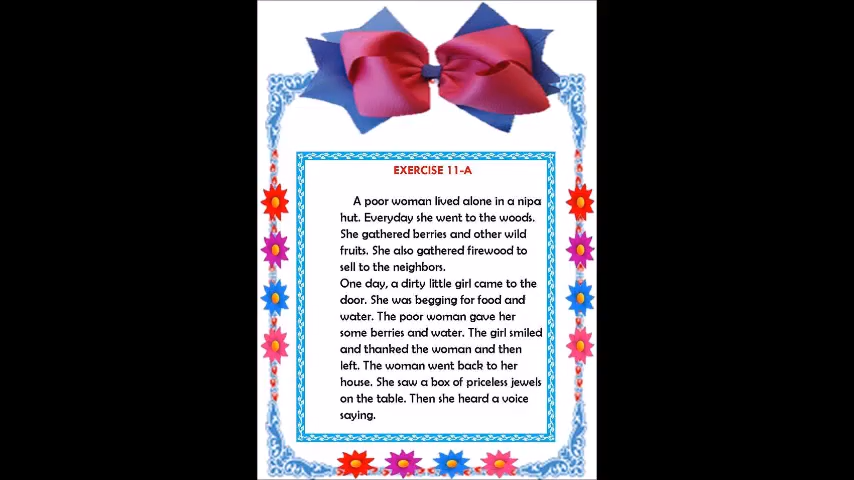 EXERCISE 11-A
A poor woman lived alone in a nipa
hut. Everyday she went to the woods.
She gathered berries and other wild
fruits. She also gathered firewood to
sell to the neighbors.
One day, a dirty little girl came to the
door. She was begging for food and
water. The poor woman gave her
some berries and water. The girl smiled
and thanked the woman and then
left. The woman went back to her
house. She saw a box of priceless jewels
on the table. Then she heard a voice
saying.